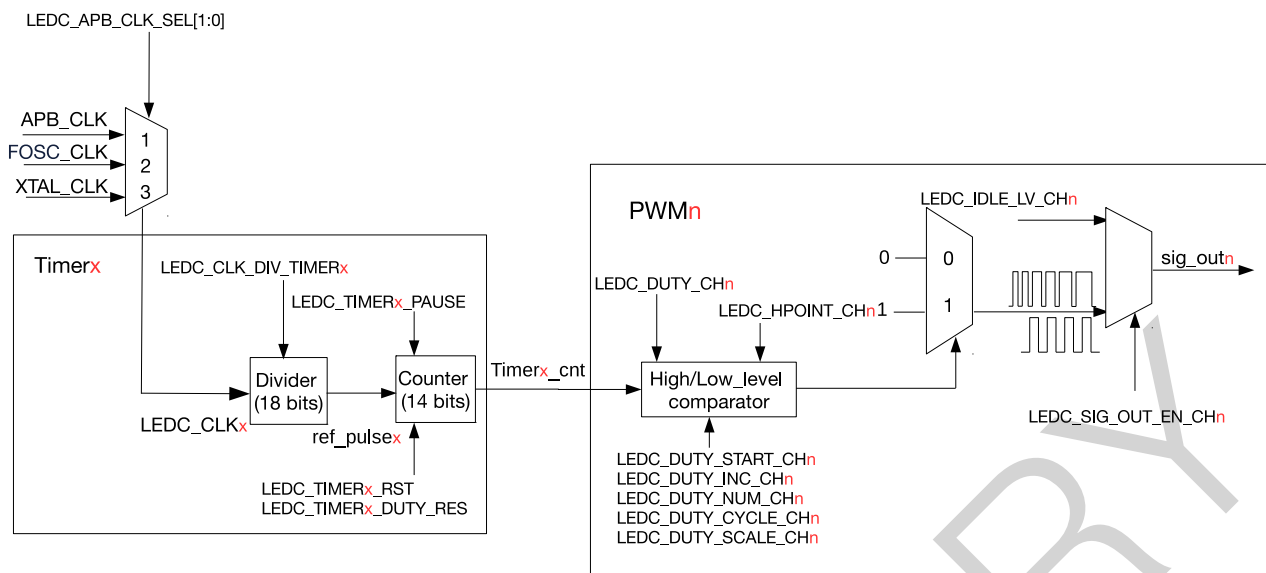 LEDC_APB_CLK_SEL[1:0]
APB_CLK
FOSC_CLK
XTAL_CLK
1
2
3
Timerx
LEDC_CLK_DIV_TIMERx
LEDC_TIMERx_PAUSE
Divider
(18 bits)
Counter
(14 bits)
LEDC_CLKx
ref_pulsex
LEDC_TIMERx_RST
LEDC_TIMERx_DUTY_RES
Timerx_cnt
PWMn
LEDC_DUTY_CHn
LEDC_HPOINT_CHn
High/Low_level
comparator
LEDC_DUTY_START_CHn
LEDC_DUTY_INC_CHn
LEDC_DUTY_NUM_CHn
LEDC_DUTY_CYCLE_CHn
LEDC_DUTY_SCALE_CHn
0
1
0
1
LEDC_IDLE_LV_CHn
sig_outn
LEDC_SIG_OUT_EN_CHn
RY